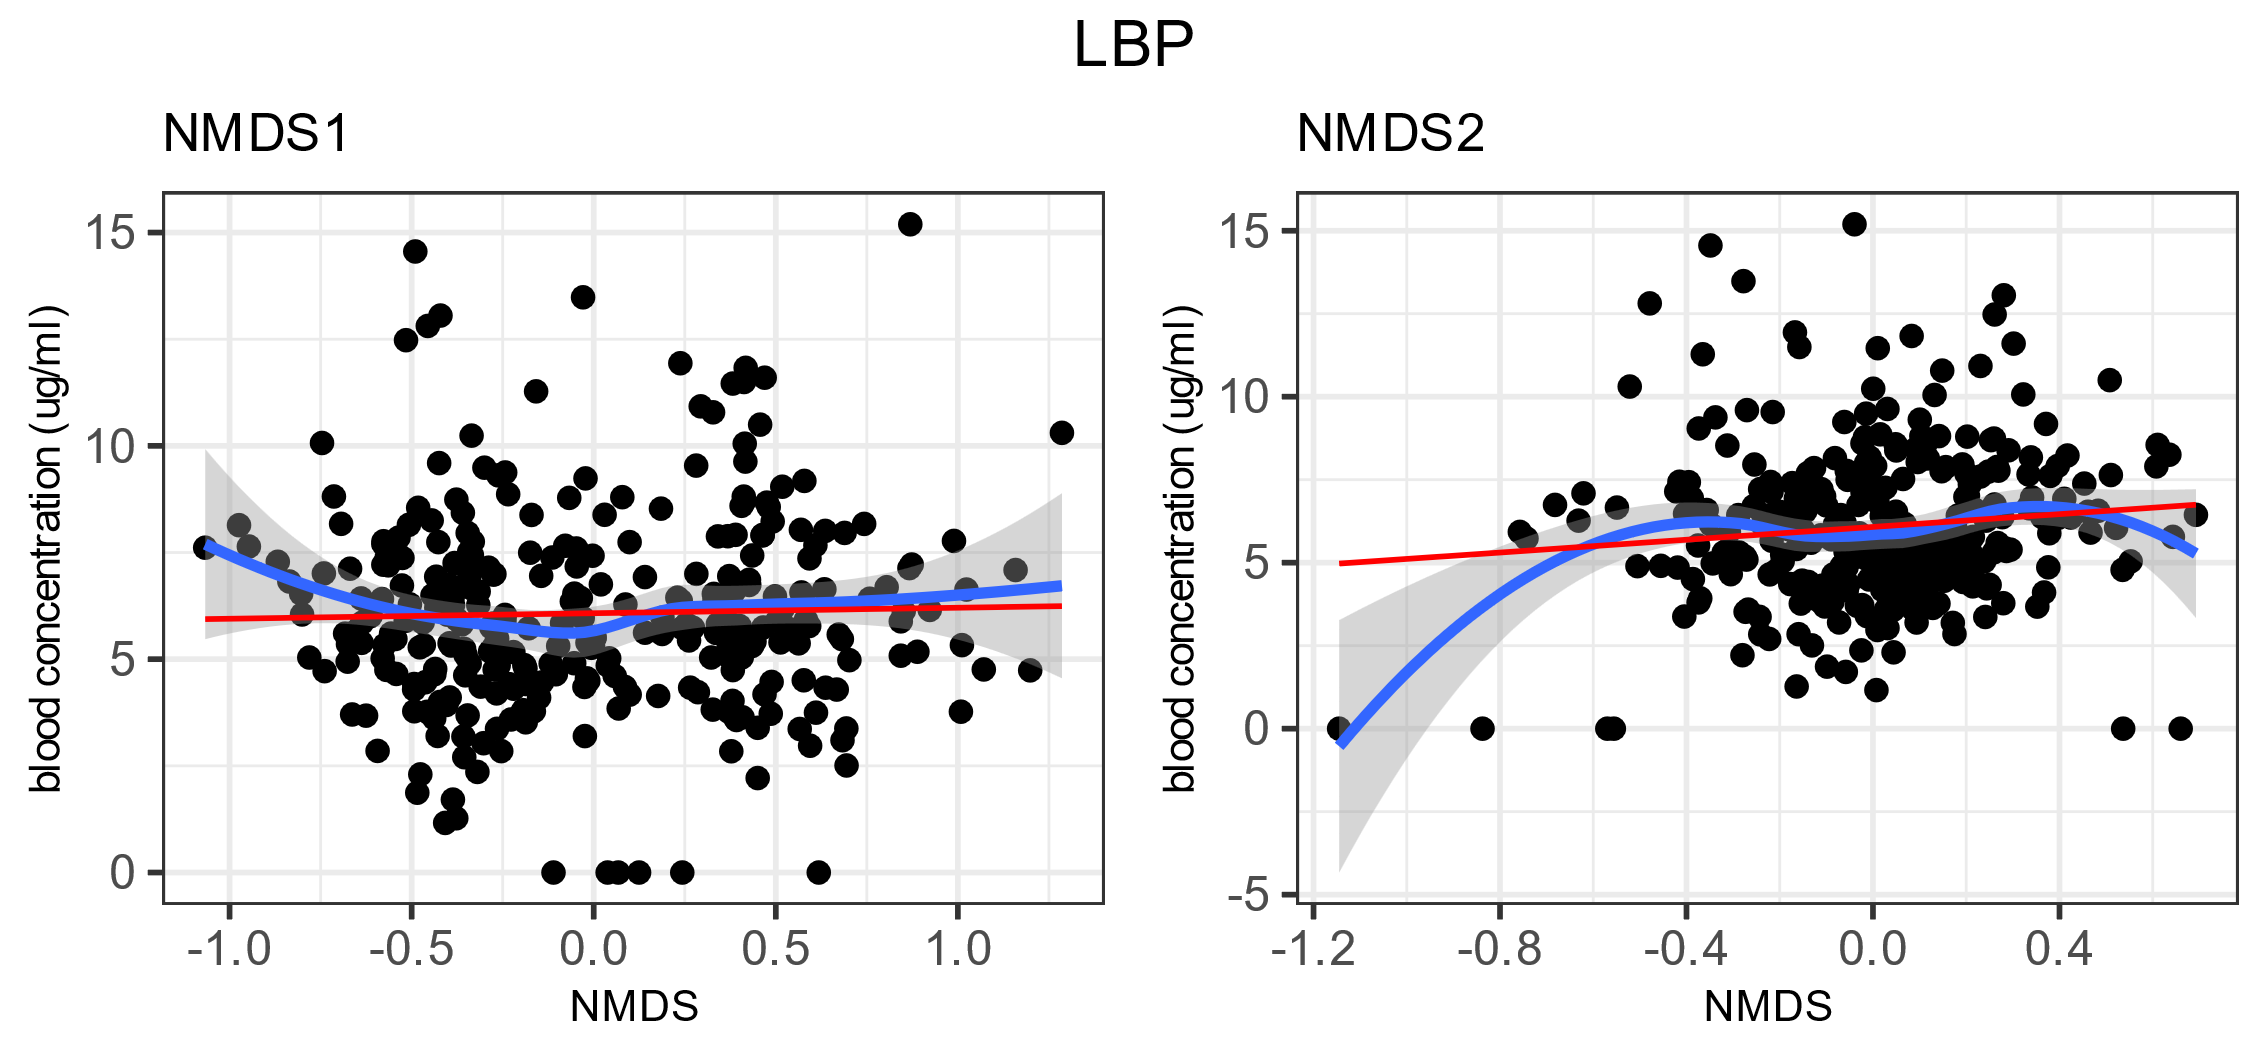 LBP
NMDS1
blood concentration (ug/ml)
15
10
5
0
-1.0 -0.5 0.0 0.5 1.0
NMDS
NMDS2
blood concentration (ug/ml)
15
10
5
0
-5
-1.2 -0.8 -0.4 0.0 0.4
NMDS